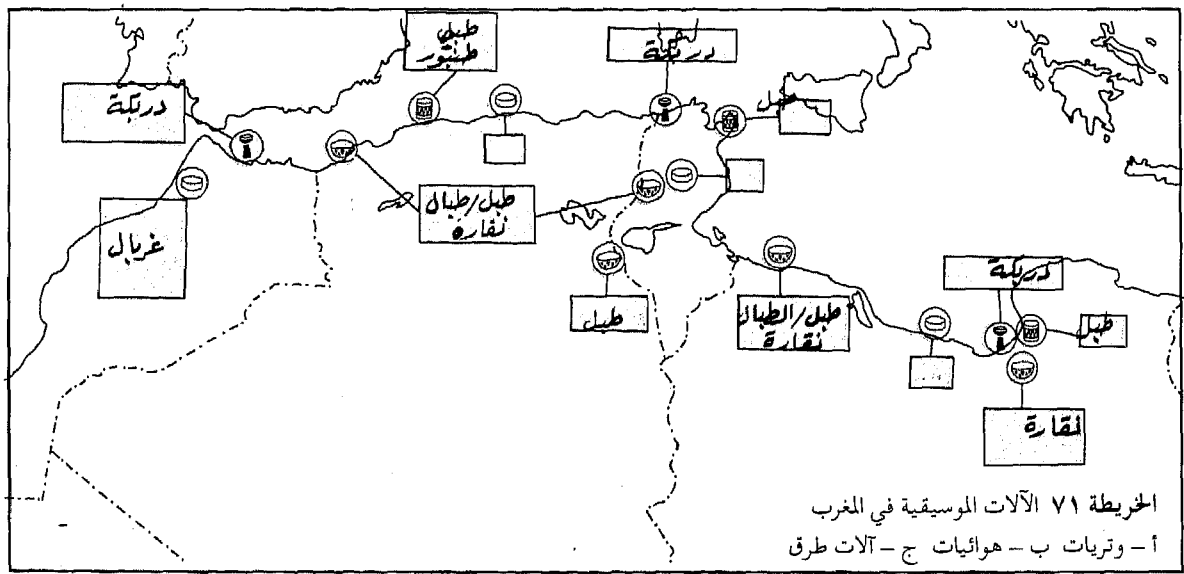 طبل
طنبور
دربكة
دربكة
طبل
غربال
طبل/طبال
نقارة
طبل
طبل/الطبال
نقارة
دربكة
طبل
نقارة
الخريطة ٧١ الآلات الموسيقية في المغرب
أ – وتريات ب – هوائيات ج – آلات طرق